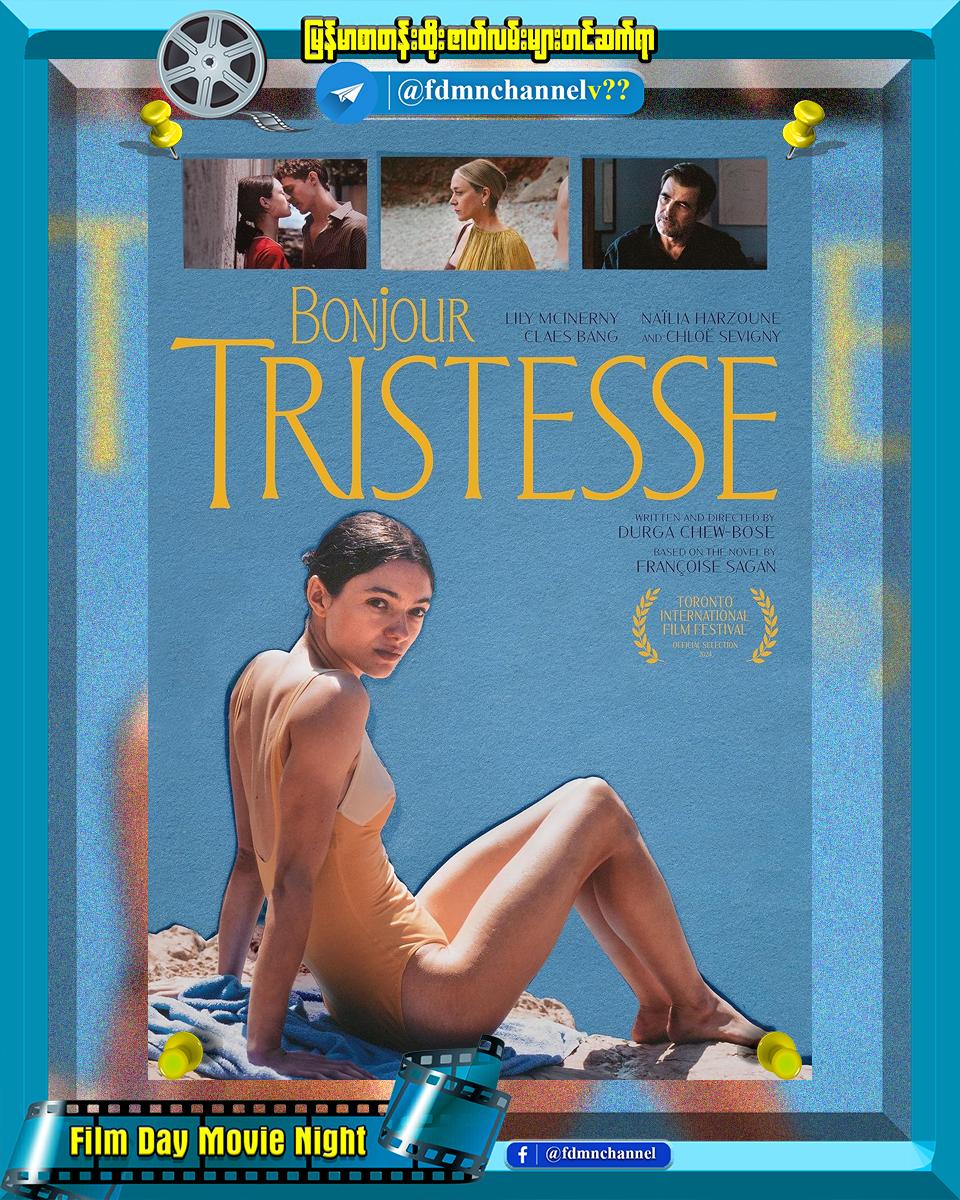 မြန်မာစာတန်းထိုးဇာတ်လမ်းများတင်ဆက်ရာ
@fdmnchannelv??
BONJOUR
TRISTESSE
LILY MCINERNY
CLAES BANG
NAÏLIA HARZOUNE
AND CHLOË SEVIGNY
WRITTEN AND DIRECTED BY
DURGA CHEW-BOSE
BASED ON THE NOVEL BY
FRANÇOISE SAGAN
TORONTO
INTERNATIONAL
FILM FESTIVAL
OFFICIAL SELECTION
2024
Film Day Movie Night
@fdmnchannel